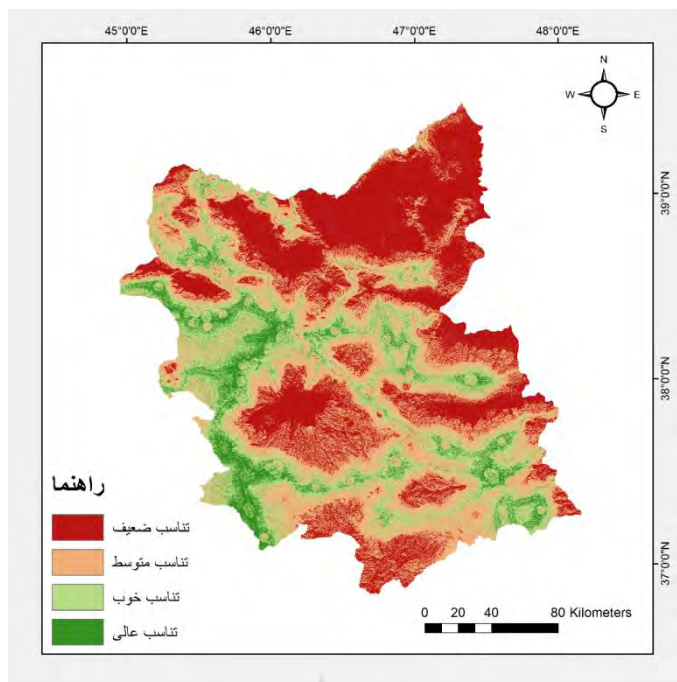 45°0'0"E 46°0'0"E 47°0'0"E 48°0'0"E
N
W E
S
39°0'0"N
38°0'0"N
37°0'0"N
راهنما
تناسب ضعیف
تناسب متوسط
تناسب خوب
تناسب عالی
0 20 40 80 Kilometers